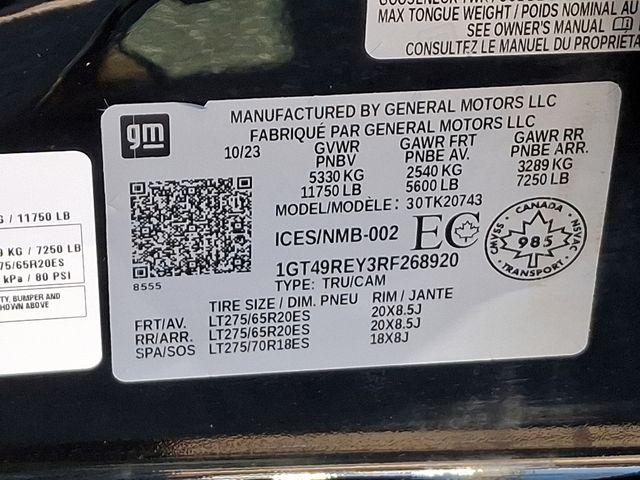 MAX TONGUE WEIGHT / POIDS NOMINAL AU
SEE OWNER'S MANUAL
CONSULTEZ LE MANUEL DU PROPRIÉTA
gm
MANUFACTURED BY GENERAL MOTORS LLC
FABRIQUÉ PAR GENERAL MOTORS LLC
10/23 GVWR GAWR FRT GAWR RR
PNBV PNBE AV. PNBE ARR.
5330 KG 2540 KG 3289 KG
11750 LB 5600 LB 7250 LB
MODEL/MODÈLE: 30TK20743
ICES/NMB-002 EC
CANADA
CMVSS 985 NSVAC
TRANSPORT
1GT49REY3RF268920
8555 TYPE: TRU/CAM
TIRE SIZE / DIM. PNEU RIM / JANTE
FRT/AV. LT275/65R20ES 20X8.5J
RR/ARR. LT275/65R20ES 20X8.5J
SPA/SOS LT275/70R18ES 18X8J
/ 11750 LB
KG / 7250 LB
75/65R20ES
kPa / 80 PSI
TY, BUMPER AND
HOWN ABOVE